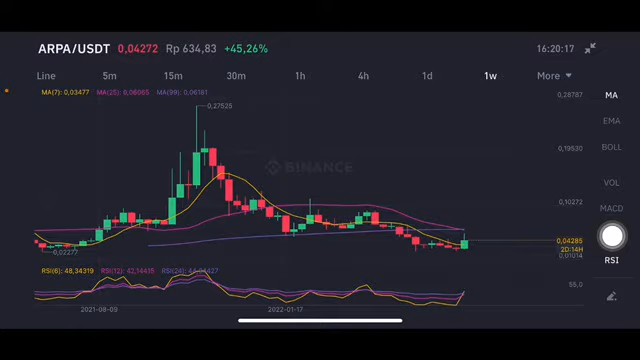 ARPA/USDT 0,04272 Rp 634,83 +45,26% 16:20:17
Line 5m 15m 30m 1h 4h 1d 1w More
MA(7): 0,03477 MA(25): 0,06065 MA(99): 0,06181
0,28787
MA
0,27525
EMA
0,19530
BOLL
BINANCE
VOL
0,10272
MACD
0,04285
2D:14H
0,02277
0,01014
RSI
RSI(6): 48,34319 RSI(12): 42,14415
55,0
2021-08-09 2022-01-17